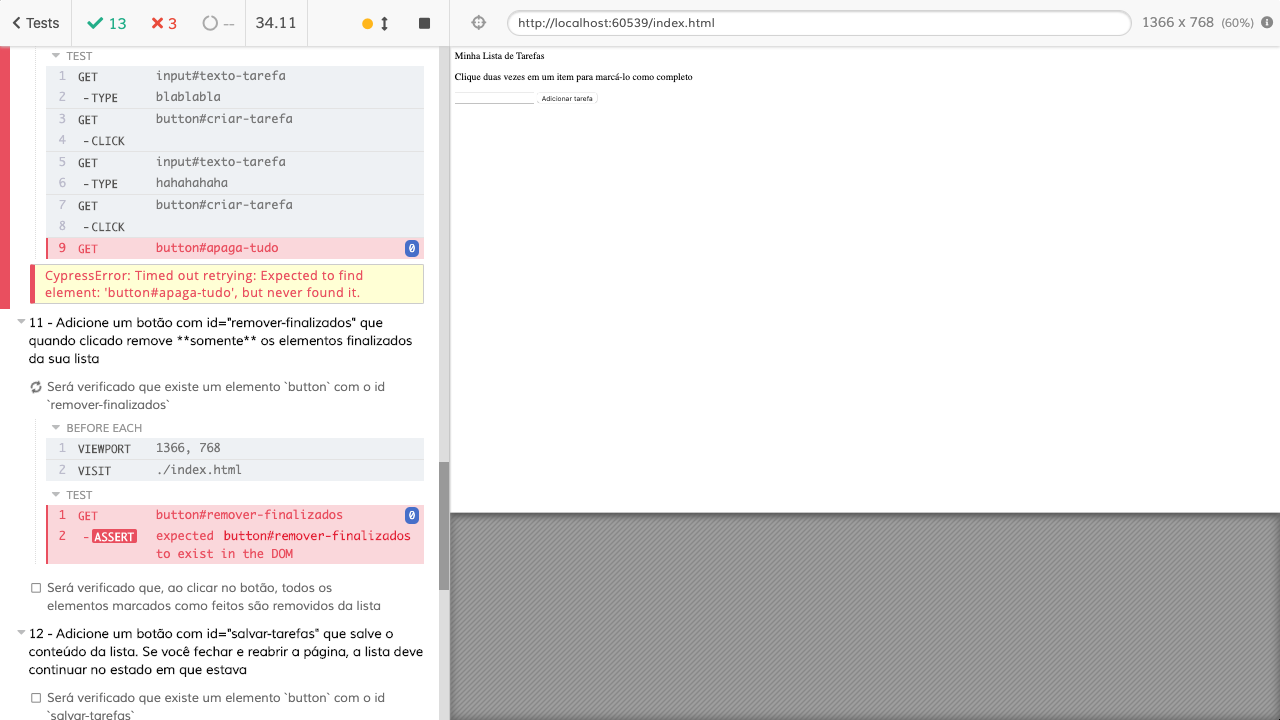 Tests
13
3
--
34.11
http://localhost:60539/index.html
1366 x 768 (60%)
TEST
1 GET input#texto-tarefa
2 -TYPE blablabla
3 GET button#criar-tarefa
4 -CLICK
5 GET input#texto-tarefa
6 -TYPE hahahahaha
7 GET button#criar-tarefa
8 -CLICK
9 GET button#apaga-tudo 0
CypressError: Timed out retrying: Expected to find
element: 'button#apaga-tudo', but never found it.
11 - Adicione um botão com id="remover-finalizados" que
quando clicado remove **somente** os elementos finalizados
da sua lista
Será verificado que existe um elemento `button` com o id
`remover-finalizados`
BEFORE EACH
1 VIEWPORT 1366, 768
2 VISIT ./index.html
TEST
1 GET button#remover-finalizados 0
2 -ASSERT expected button#remover-finalizados
to exist in the DOM
Será verificado que, ao clicar no botão, todos os
elementos marcados como feitos são removidos da lista
12 - Adicione um botão com id="salvar-tarefas" que salve o
conteúdo da lista. Se você fechar e reabrir a página, a lista deve
continuar no estado em que estava
Será verificado que existe um elemento `button` com o id
`salvar-tarefas`
Minha Lista de Tarefas
Clique duas vezes em um item para marcá-lo como completo
Adicionar tarefa